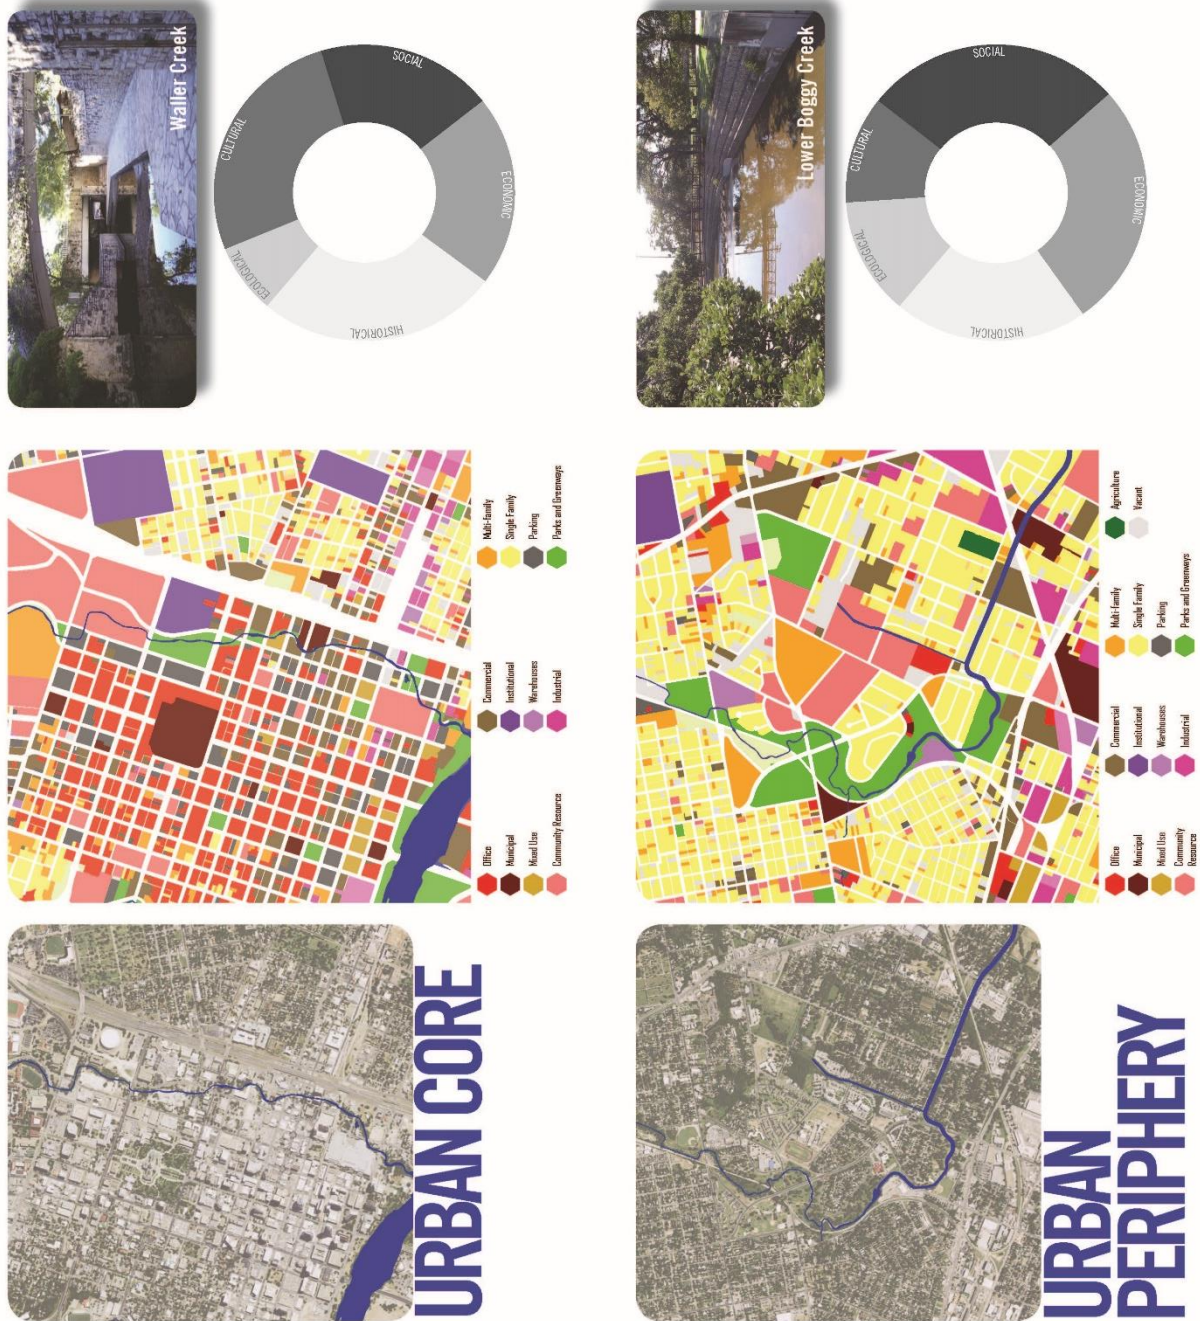 URBAN CORE
Office
Municipal
Mixed Use
Community Resource
Commercial
Institutional
Warehouses
Industrial
Multi-family
Single Family
Parking
Parks and Greenways
Waller Creek
SOCIAL
CULTURAL
ECONOMIC
ECOLOGICAL
HISTORICAL
URBAN
PERIPHERY
Office
Municipal
Mixed Use
Community
Resource
Commercial
Institutional
Warehouses
Industrial
Multi-family
Single Family
Parking
Parks and Greenways
Agriculture
Vacant
Lower Boggy Creek
SOCIAL
CULTURAL
ECONOMIC
ECOLOGICAL
HISTORICAL